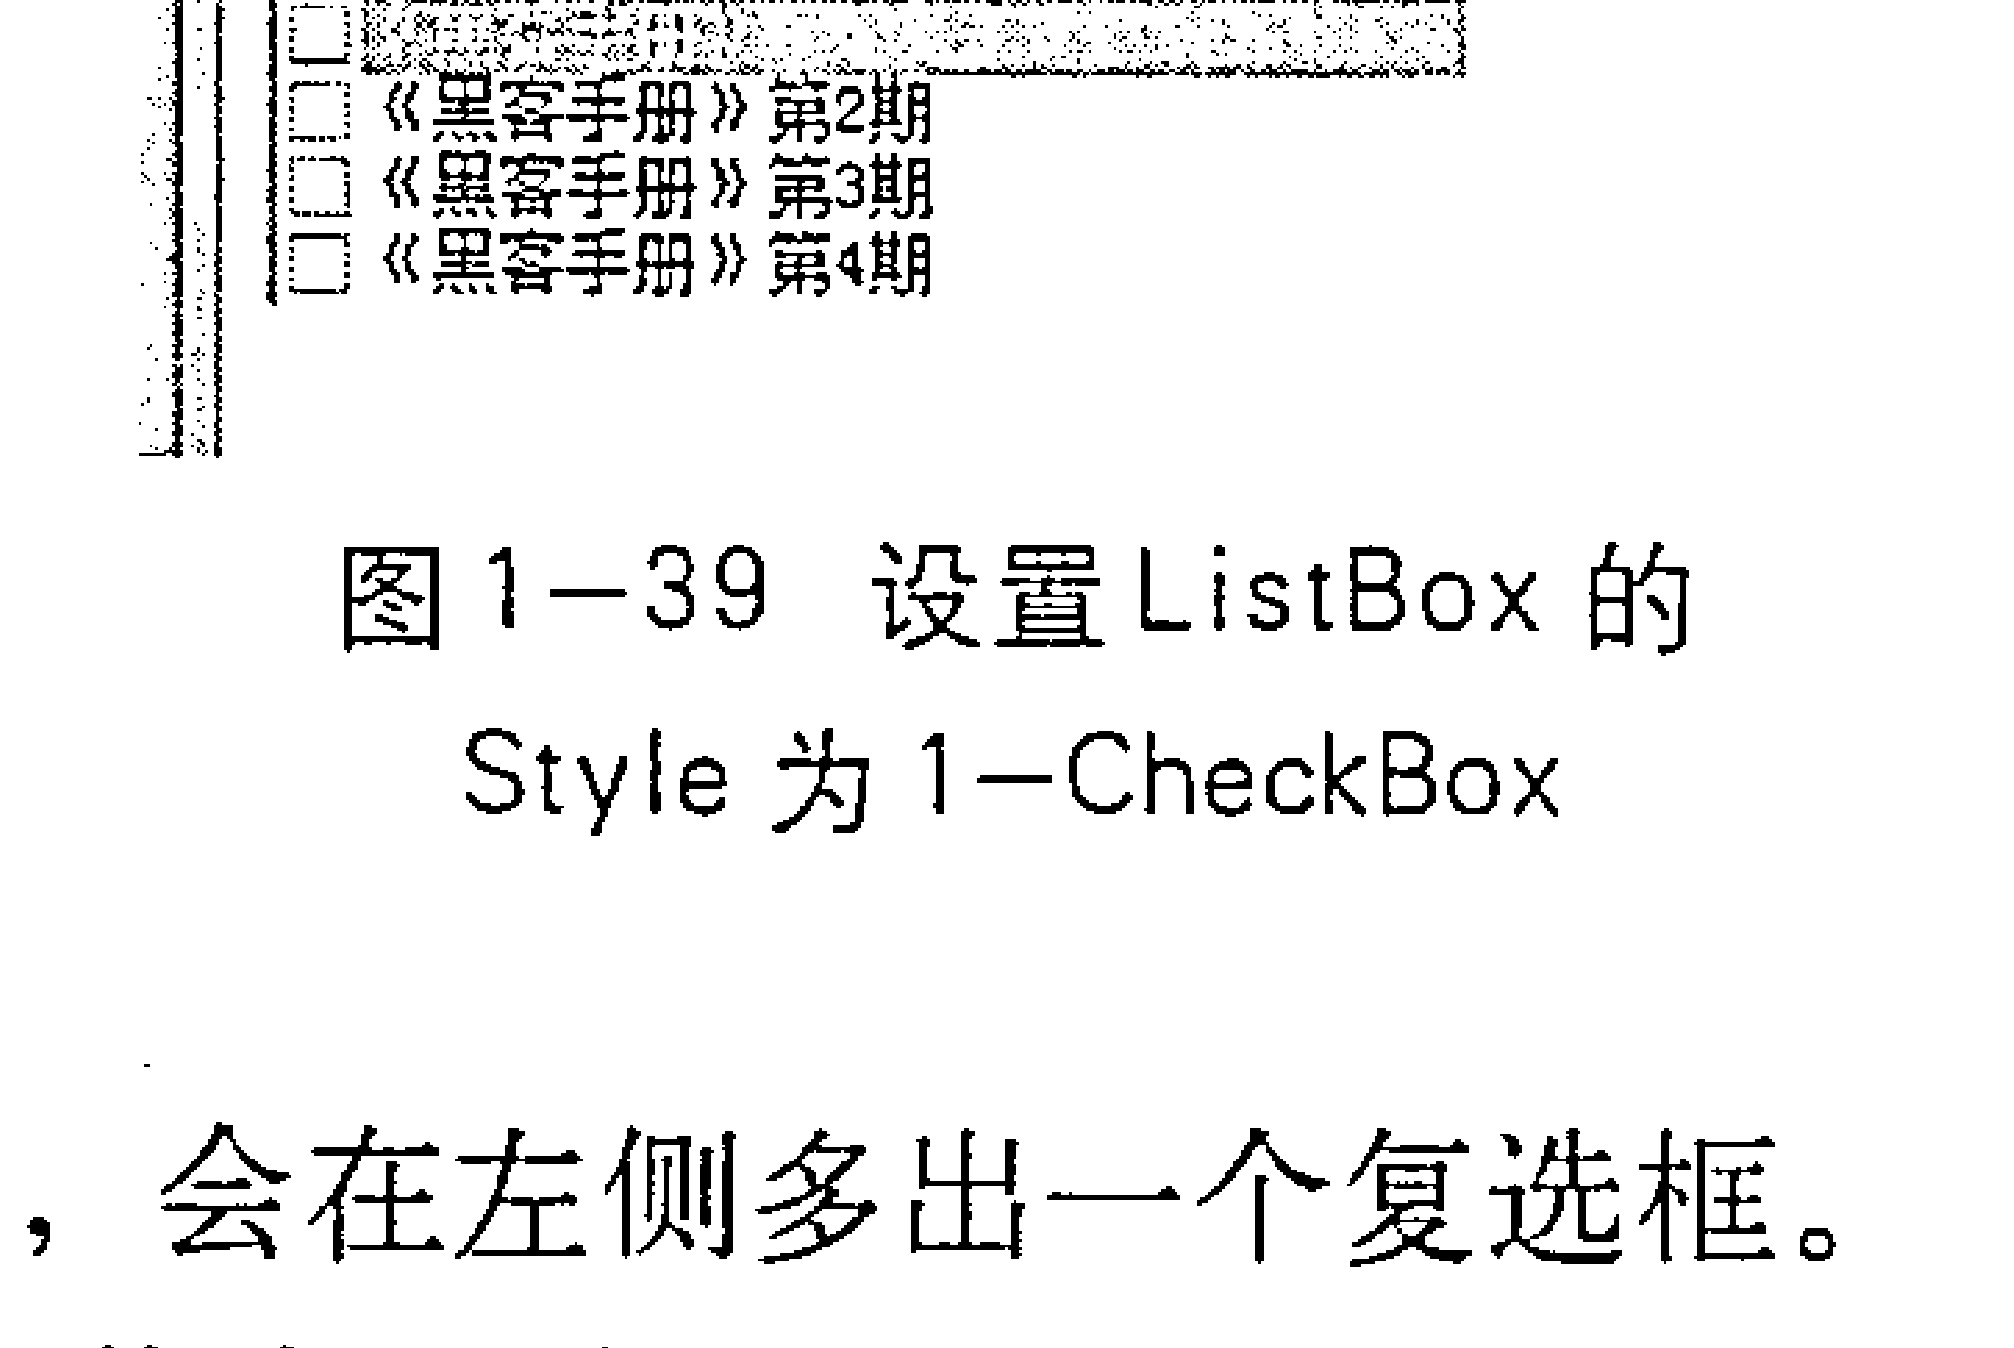 《黑客手册》第2期
《黑客手册》第3期
《黑客手册》第4期
图1-39 设置ListBox的
Style为1-CheckBox
，会在左侧多出一个复选框。